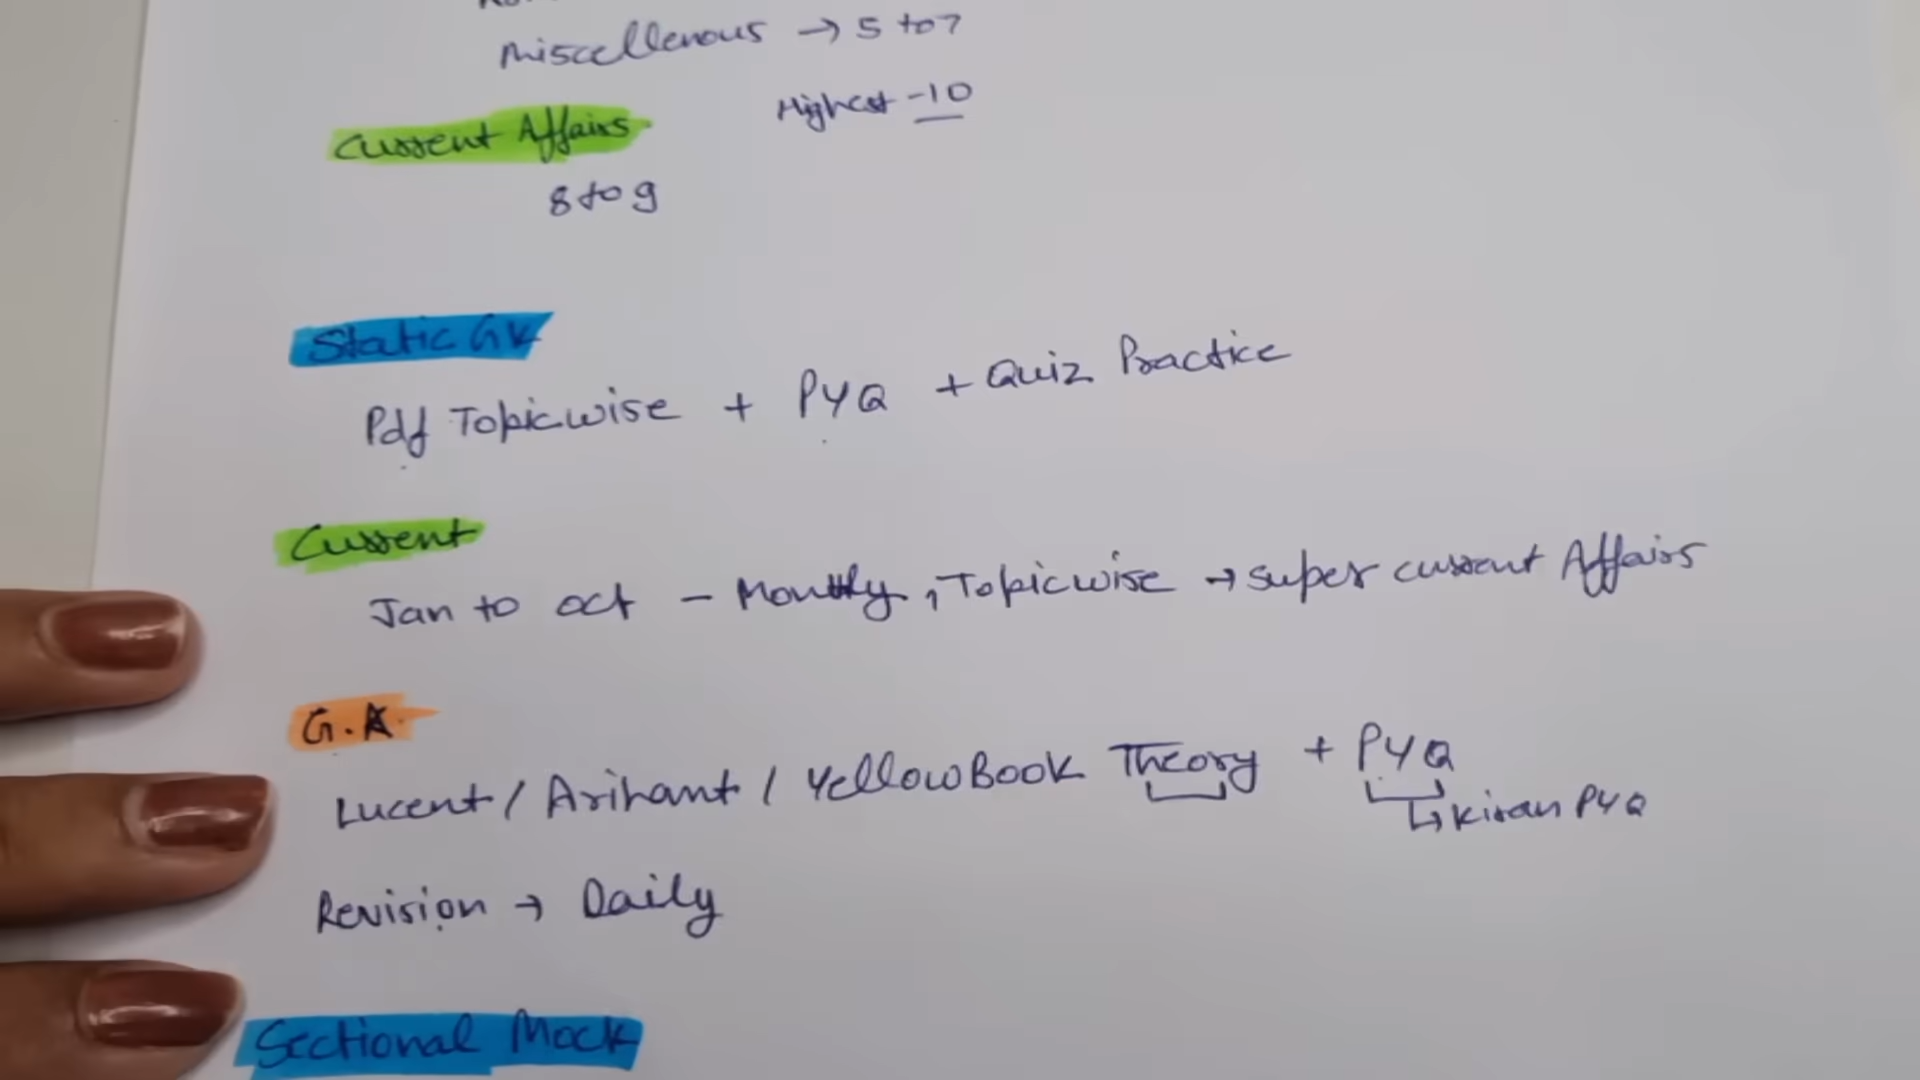 Miscellenous → 5 to 7
Highest - 10
Current Affairs
8 to 9
Static GK
Pdf Topicwise + PYQ + Quiz Practice
Current
Jan to oct - Monthly, Topicwise → super current Affairs
G.A.
Lucent / Arihant / YellowBook Theory + PYQ
↳ Kiran PYQ
Revision → Daily
Sectional Mock